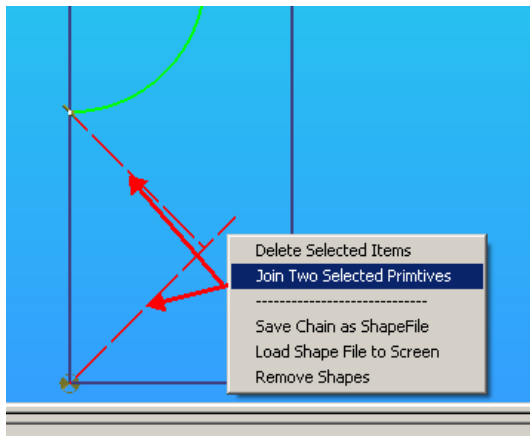 Delete Selected Items
Join Two Selected Primtives
-----------------------------
Save Chain as ShapeFile
Load Shape File to Screen
Remove Shapes